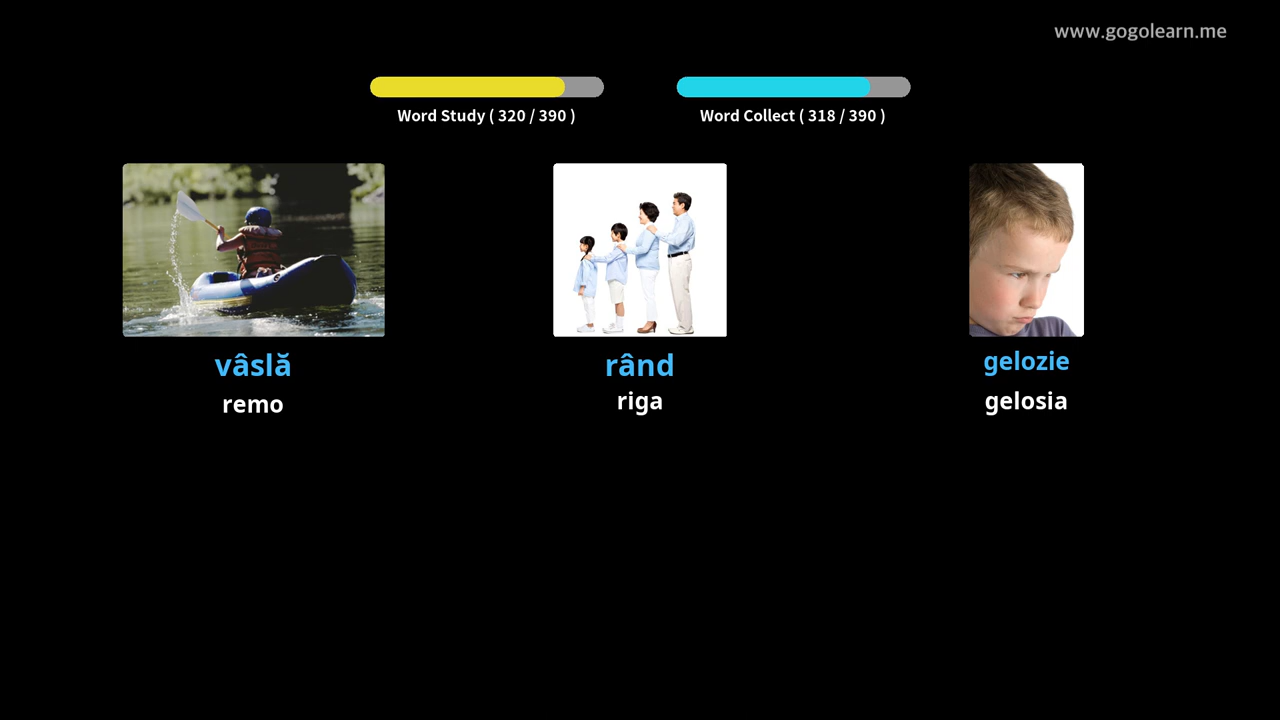 www.gogolearn.me
Word Study ( 320 / 390 )
Word Collect ( 318 / 390 )
vâslă
remo
rând
riga
gelozie
gelosia